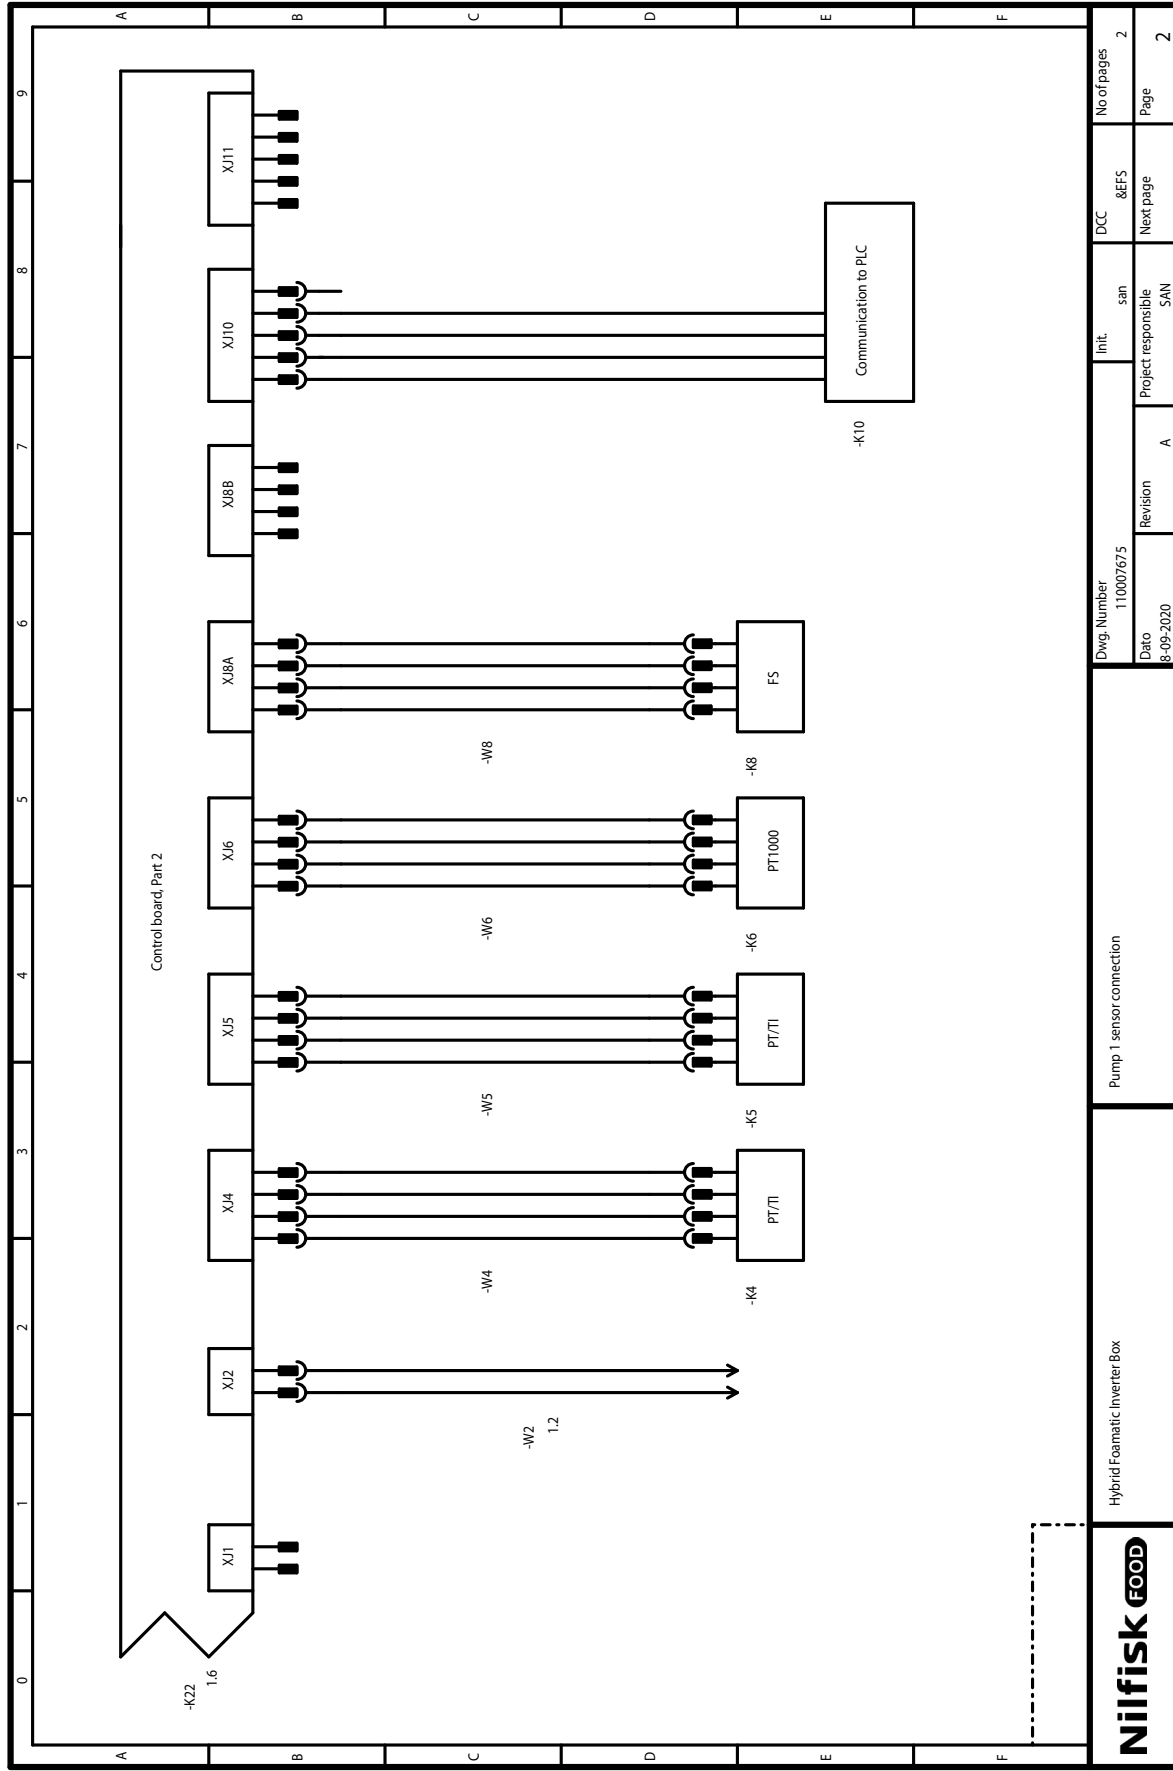 0 1 2 3 4 5 6 7 8 9
A A
B B
C C
D D
E E
F F
Control board, Part 2
-K22
1.6
XJ1 XJ2 XJ4 XJ5 XJ6 XJ8A XJ8B XJ10 XJ11
-W2
1.2
-W4 -W5 -W6 -W8
-K4 -K5 -K6 -K8
PT/TI PT/TI PT1000 FS
-K10
Communication to PLC
Nilfisk FOOD
Hybrid Foamatic Inverter Box
Pump 1 sensor connection
Dwg. Number
110007675
Init.
san
DCC
&EFS
No of pages
2
Dato
8-09-2020
Revision
A
Project responsible
SAN
Next page
Page
2